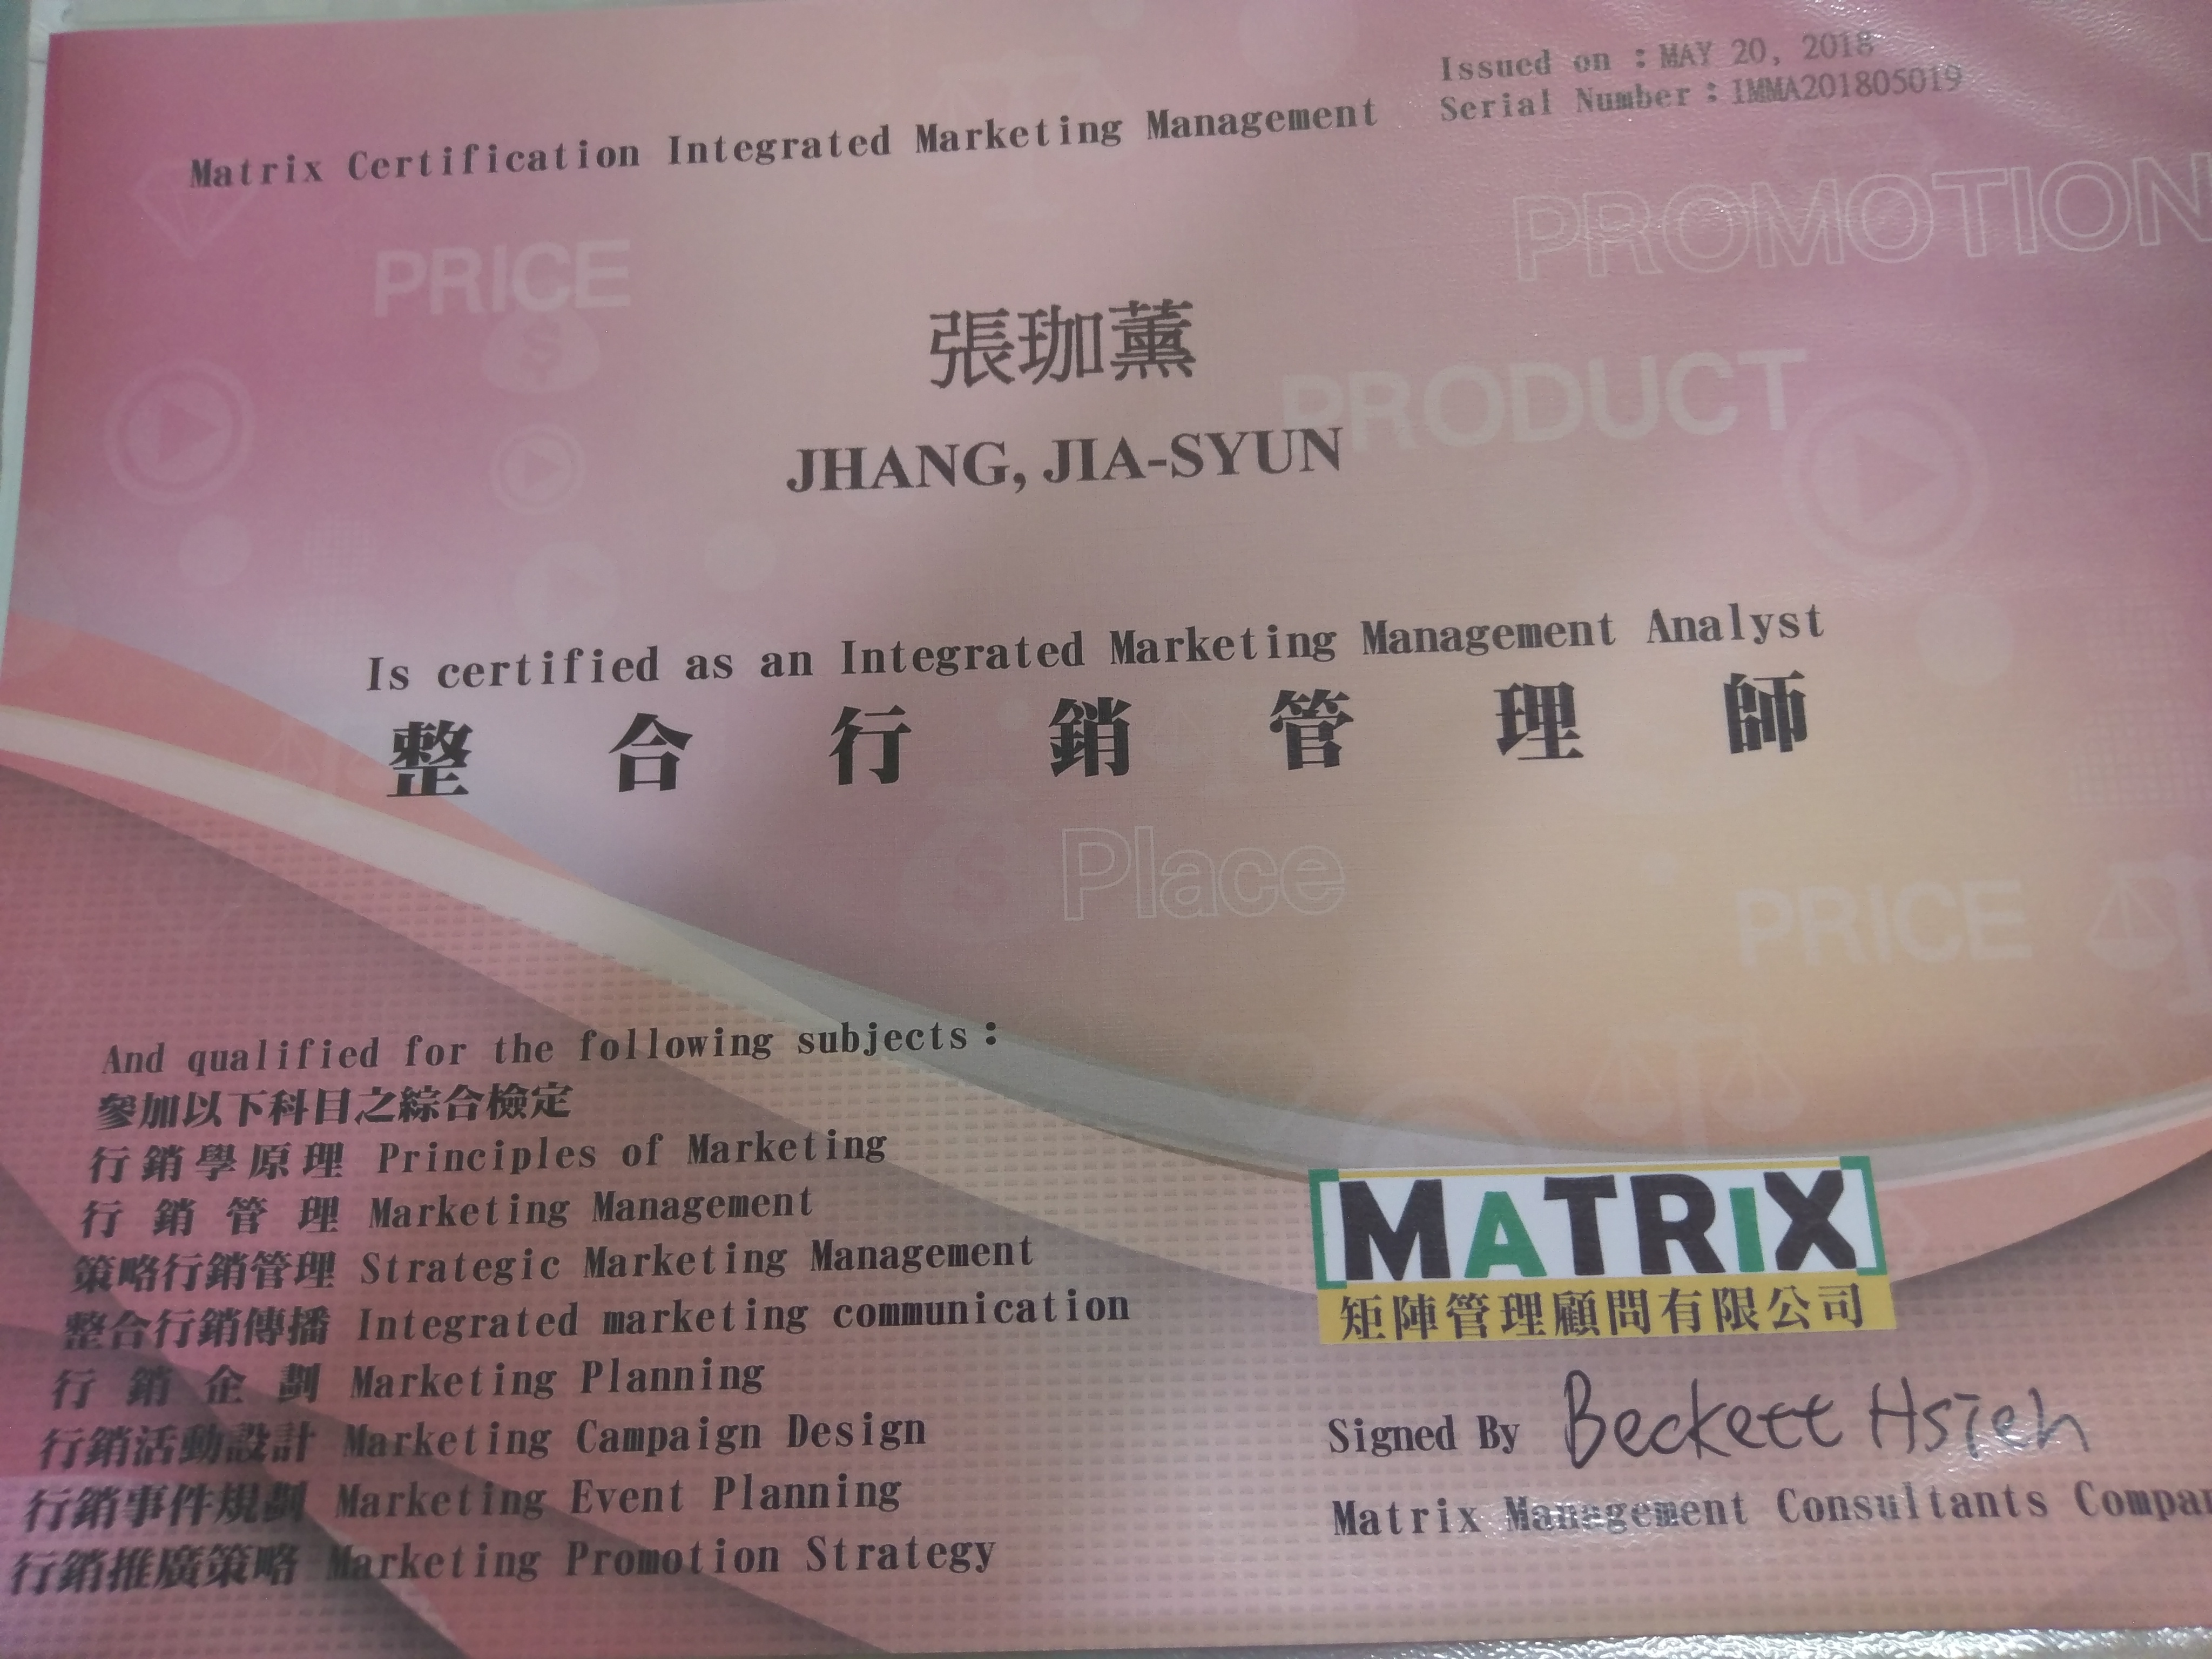 Issued on：MAY 20, 2018
Serial Number：IMMA201805019
Matrix Certification Integrated Marketing Management
PROMOTION
PRICE
張珈薰
PRODUCT
JHANG, JIA-SYUN
Is certified as an Integrated Marketing Management Analyst
整合行銷管理師
Place
PRICE
And qualified for the following subjects：
參加以下科目之綜合檢定
行銷學原理 Principles of Marketing
行銷管理 Marketing Management
策略行銷管理 Strategic Marketing Management
整合行銷傳播 Integrated marketing communication
行銷企劃 Marketing Planning
行銷活動設計 Marketing Campaign Design
行銷事件規劃 Marketing Event Planning
行銷推廣策略 Marketing Promotion Strategy
MATRIX
矩陣管理顧問有限公司
Signed By Beckett Hsieh
Matrix Management Consultants